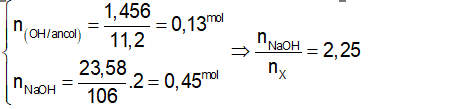 n(OH/ancol) = 1,456/11,2 = 0,13mol
nNaOH = 23,58/106 .2 = 0,45mol
⇒ nNaOH/nX = 2,25